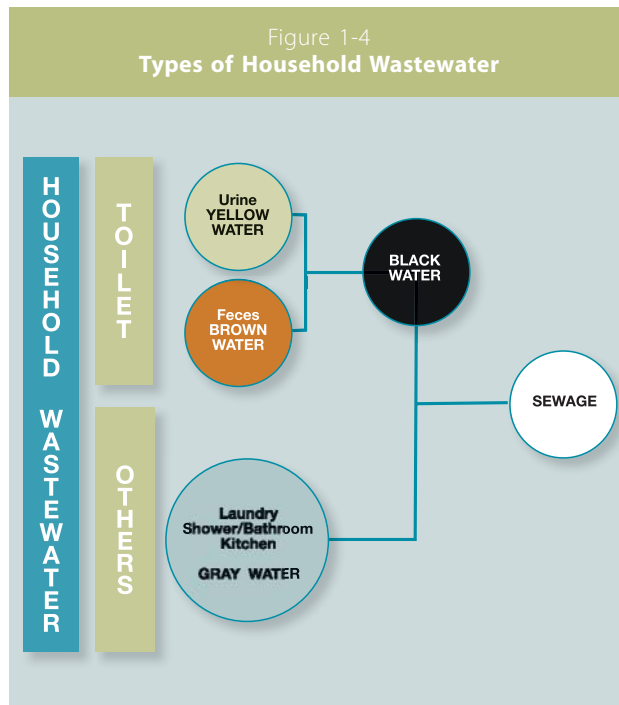 Figure 1-4
Types of Household Wastewater
HOUSEHOLD WASTEWATER
TOILET
Urine
YELLOW
WATER
Feces
BROWN
WATER
BLACK
WATER
SEWAGE
OTHERS
Laundry
Shower/Bathroom
Kitchen
GRAY WATER